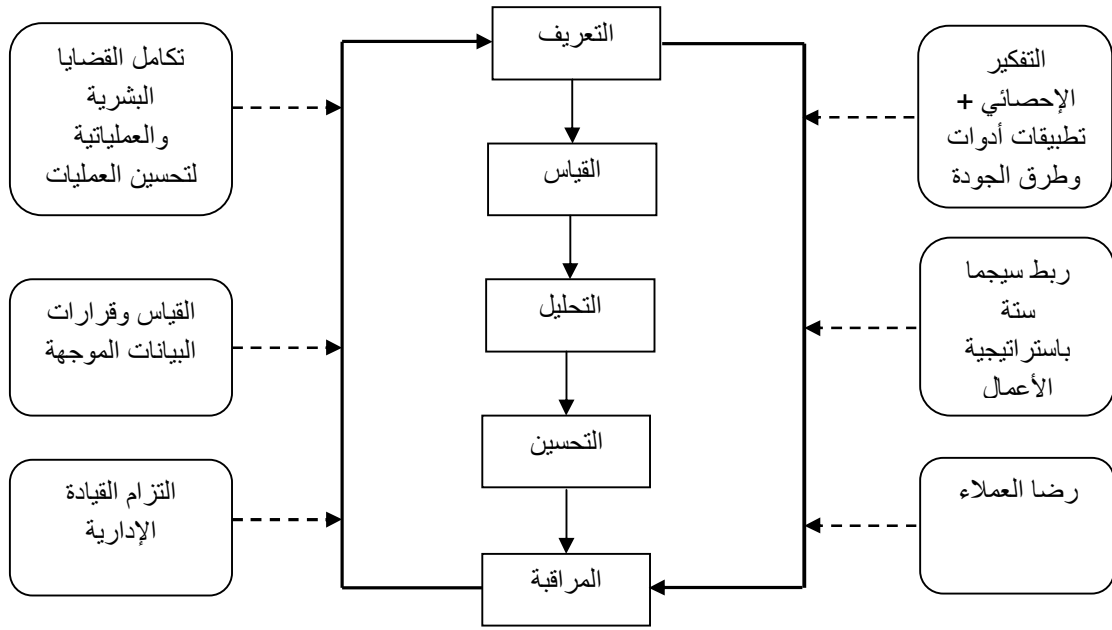 التفكير
الإحصائي +
تطبيقات أدوات
وطرق الجودة
ربط سيجما
ستة
باستراتيجية
الأعمال
رضا العملاء
التعريف
القياس
التحليل
التحسين
المراقبة
تكامل القضايا
البشرية
والعملياتية
لتحسين العمليات
القياس وقرارات
البيانات الموجهة
التزام القيادة
الإدارية